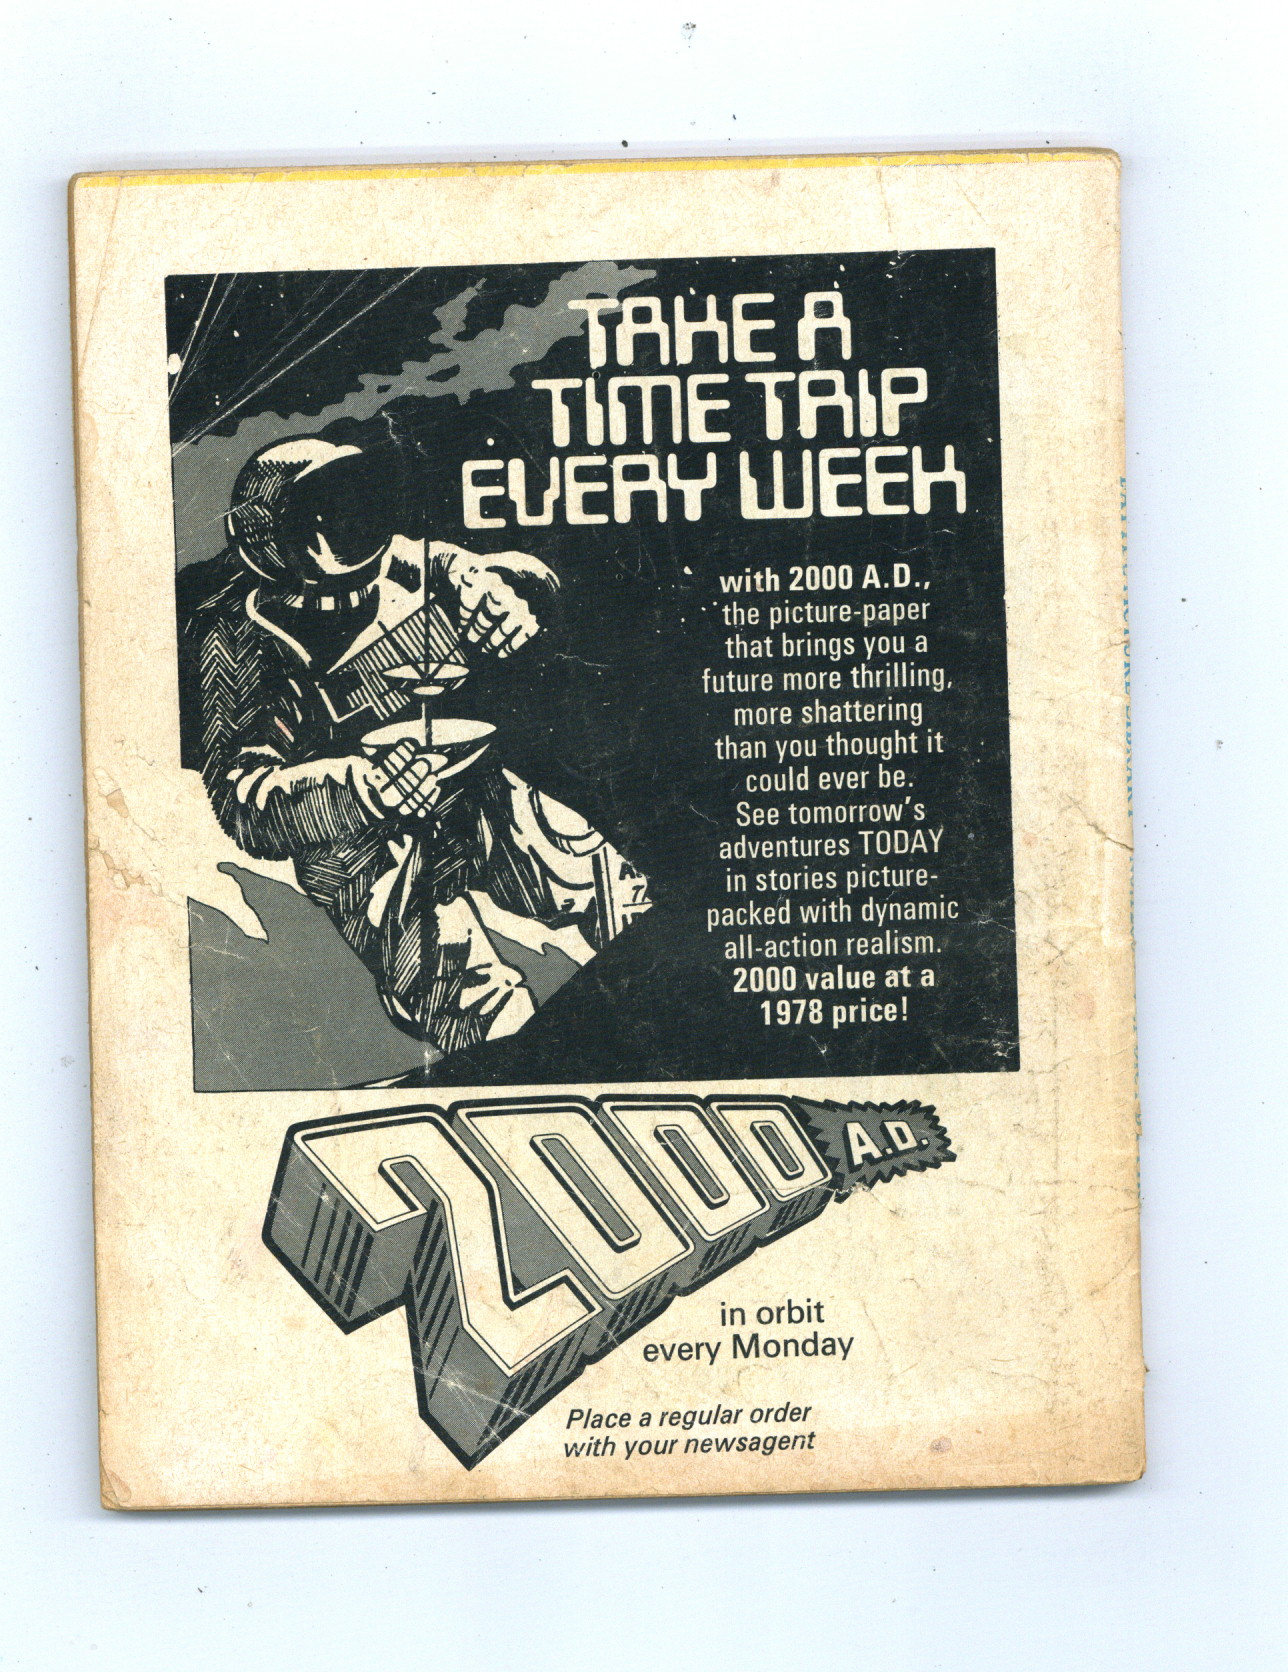 TAKE A
TIME TRIP
EVERY WEEK
with 2000 A.D.,
the picture-paper
that brings you a
future more thrilling,
more shattering
than you thought it
could ever be.
See tomorrow's
adventures TODAY
in stories picture-
packed with dynamic
all-action realism.
2000 value at a
1978 price!
2000 A.D.
in orbit
every Monday
Place a regular order
with your newsagent